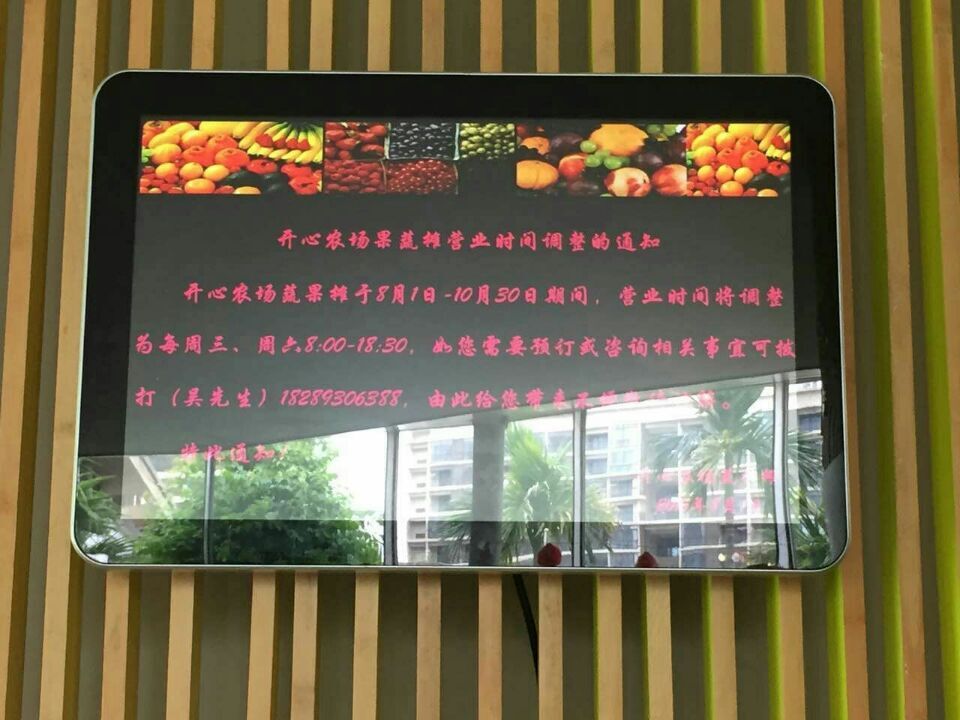 开心农场果蔬摊营业时间调整的通知
开心农场蔬果摊于8月1日-10月30日期间，营业时间将调整
为每周三、周六8:00-18:30，如您需要预订或咨询相关事宜可拨
打（吴先生）18289306388，由此给您带来不便
特此通知！